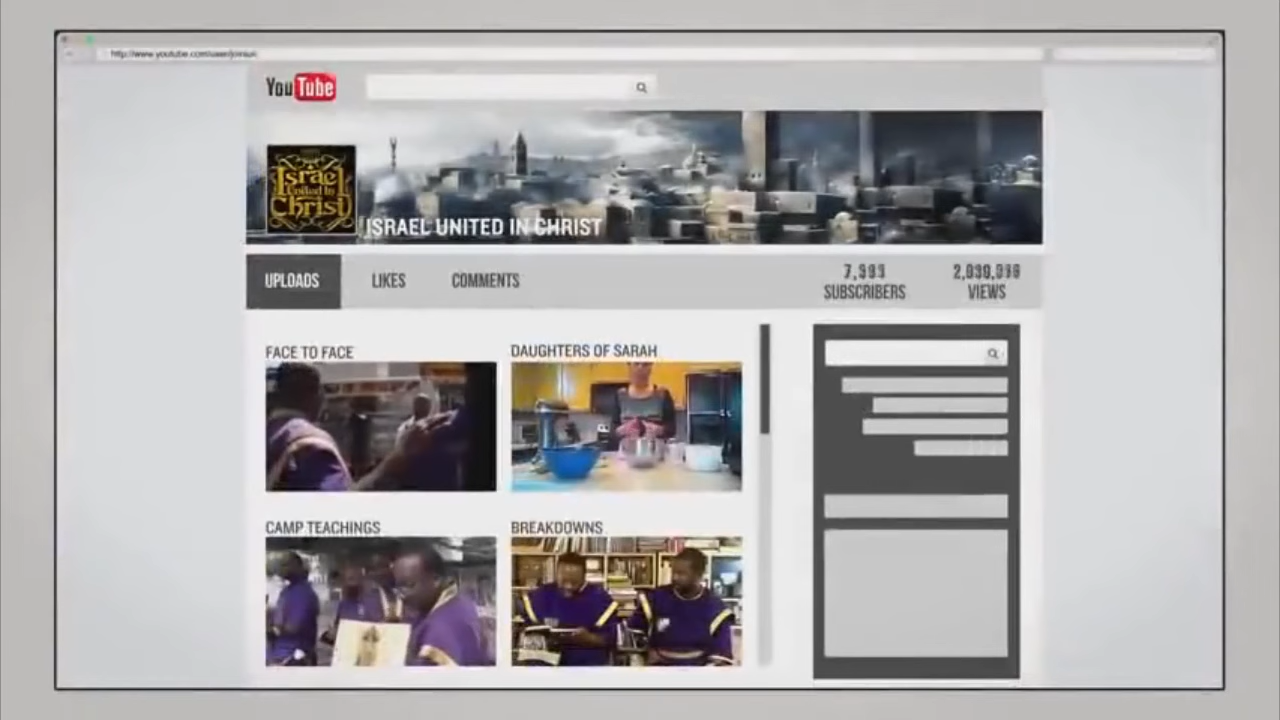 YouTube
Israel
United In
Christ
ISRAEL UNITED IN CHRIST
UPLOADS
LIKES
COMMENTS
SUBSCRIBERS
VIEWS
FACE TO FACE
DAUGHTERS OF SARAH
CAMP TEACHINGS
BREAKDOWNS